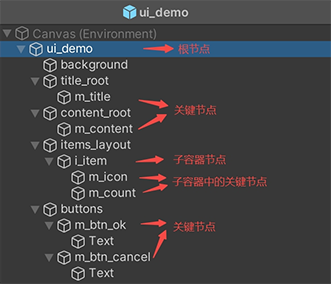 ui_demo
Canvas (Environment)
ui_demo 根节点
background
title_root
m_title
关键节点
content_root
m_content
items_layout
i_item 子容器节点
m_icon
子容器中的关键节点
m_count
buttons
m_btn_ok 关键节点
Text
m_btn_cancel
Text